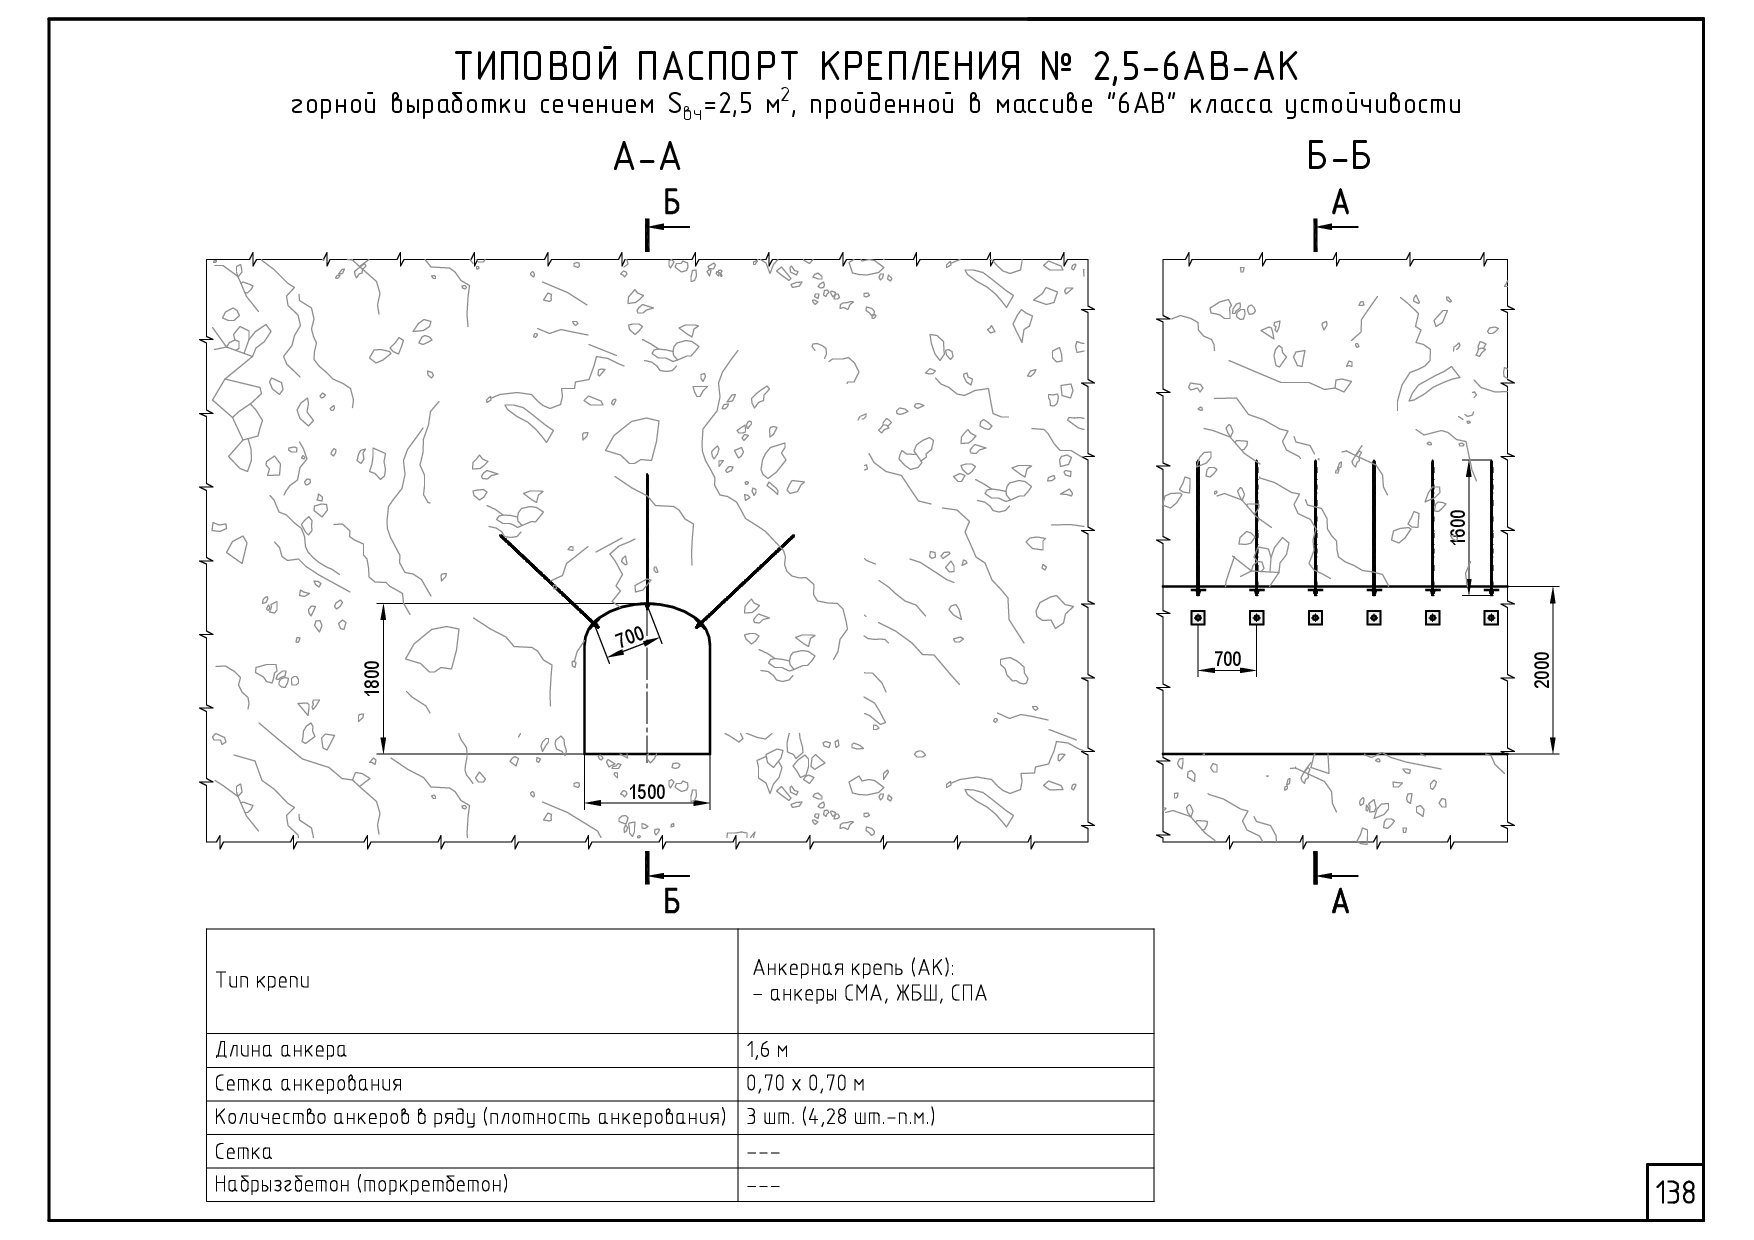 ТИПОВОЙ ПАСПОРТ КРЕПЛЕНИЯ № 2,5-6АВ-АК
горной выработки сечением Sвч=2,5 м², пройденной в массиве "6АВ" класса устойчивости
А-А
Б-Б
Б
А
1600
700
1800
700
2000
1500
Б
А
Тип крепи
Анкерная крепь (АК):
- анкеры СМА, ЖБШ, СПА
Длина анкера
1,6 м
Сетка анкерования
0,70 x 0,70 м
Количество анкеров в ряду (плотность анкерования)
3 шт. (4,28 шт.-п.м.)
Сетка
---
Набрызгбетон (торкретбетон)
---
138